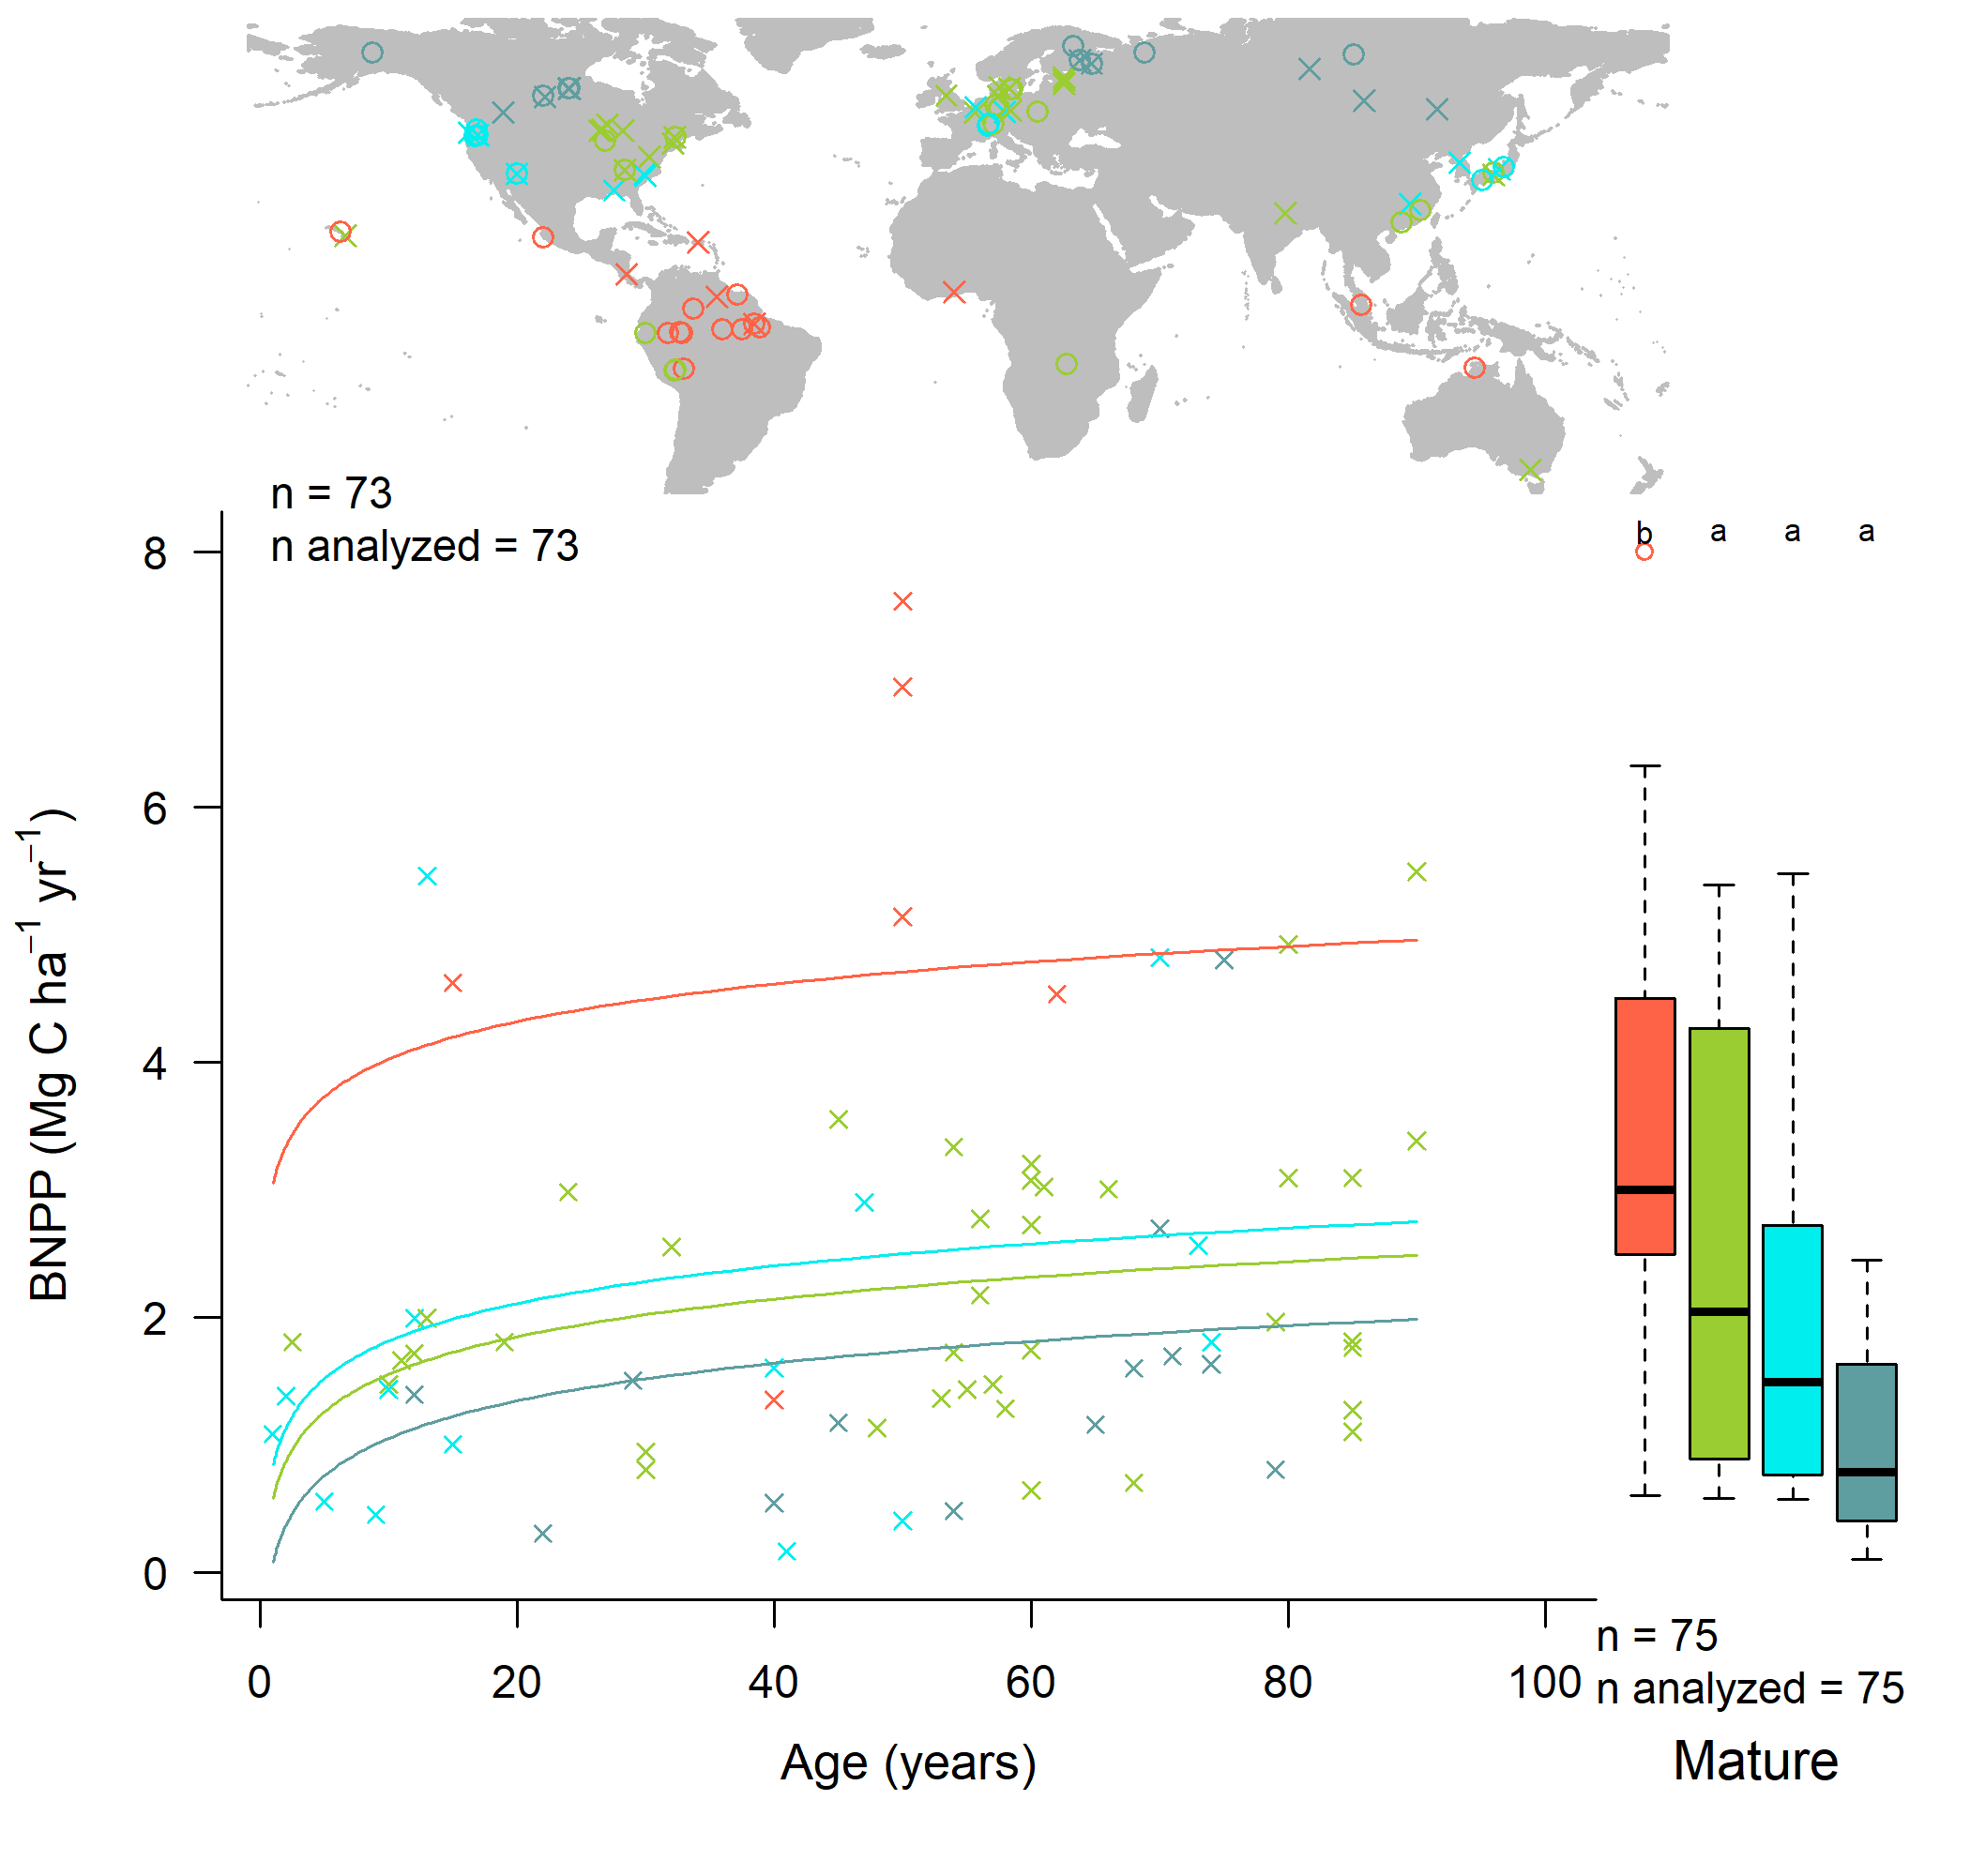 n = 73
n analyzed = 73
b a a a
8
6
4
2
0
BNPP (Mg C ha⁻¹ yr⁻¹)
0 20 40 60 80 100
Age (years)
n = 75
n analyzed = 75
Mature